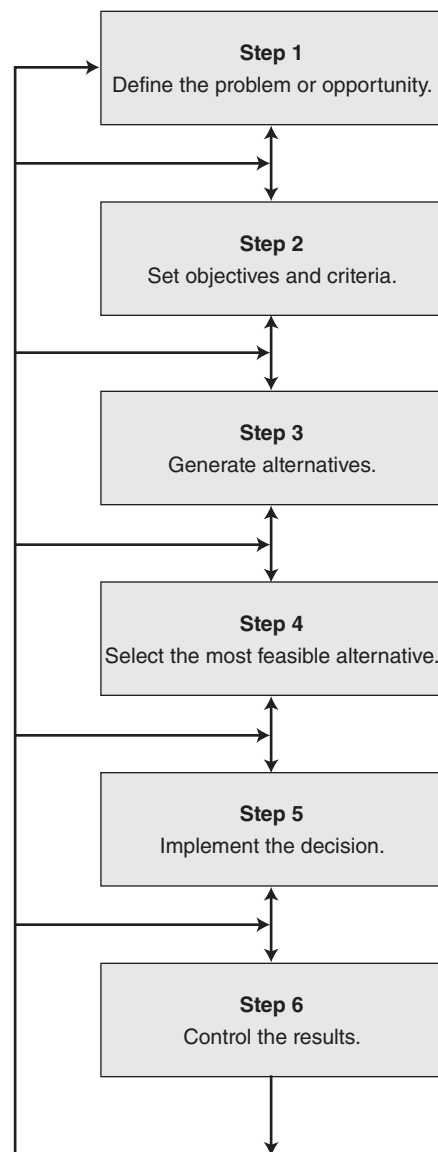 Step 1
Define the problem or opportunity.
Step 2
Set objectives and criteria.
Step 3
Generate alternatives.
Step 4
Select the most feasible alternative.
Step 5
Implement the decision.
Step 6
Control the results.